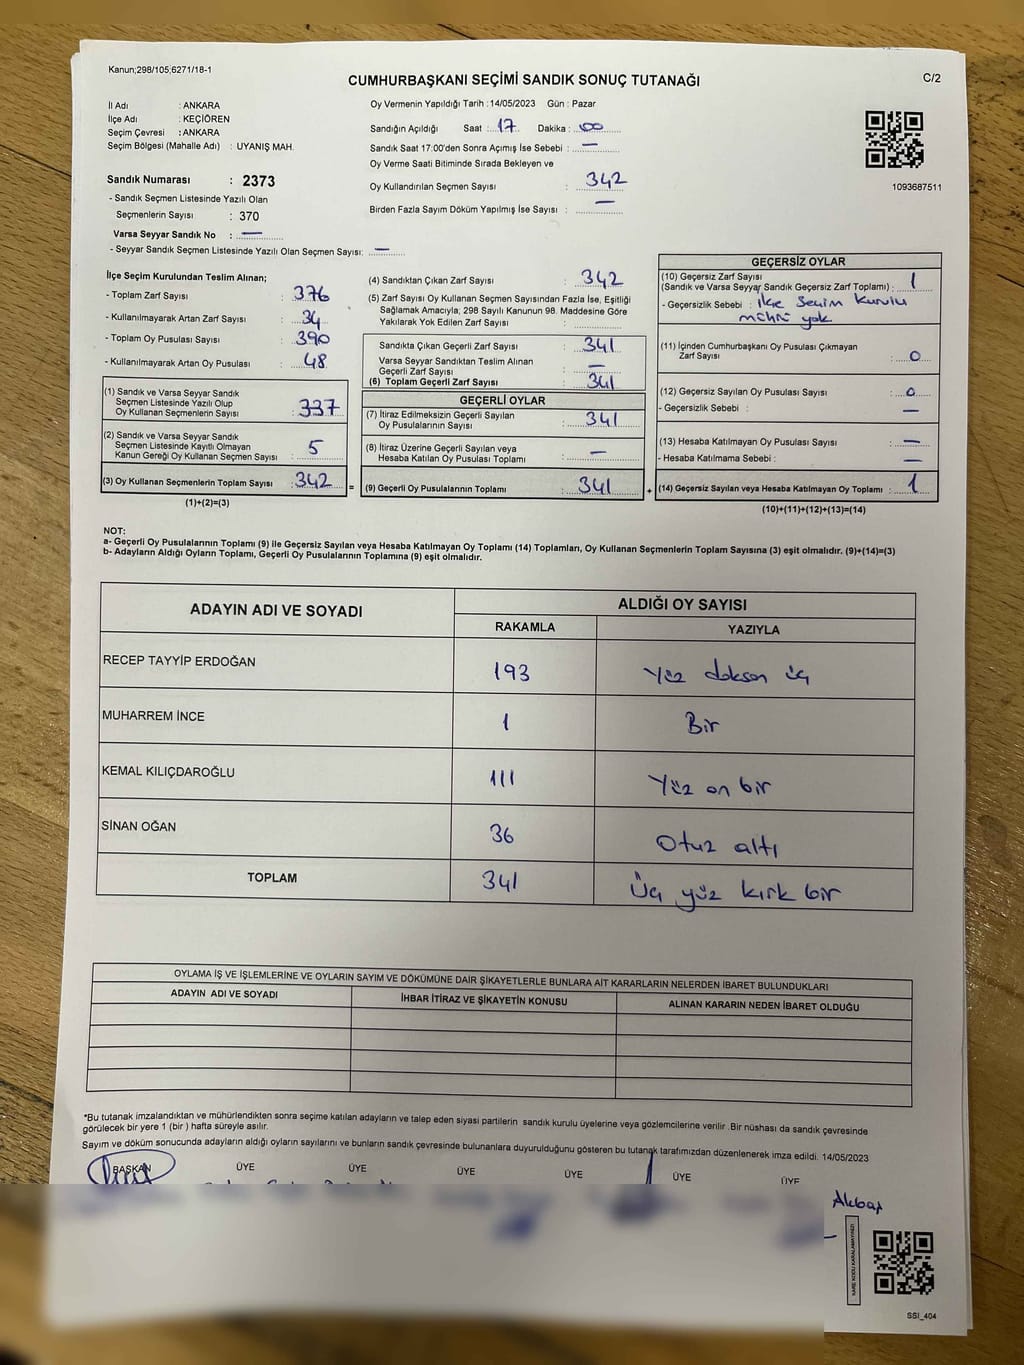 Kanun;298/105,6271/18-1
CUMHURBAŞKANI SEÇİMİ SANDIK SONUÇ TUTANAĞI
C/2
İl Adı : ANKARA
İlçe Adı : KEÇİÖREN
Seçim Çevresi : ANKARA
Seçim Bölgesi (Mahalle Adı) : UYANIŞ MAH.
Sandık Numarası : 2373
- Sandık Seçmen Listesinde Yazılı Olan
Seçmenlerin Sayısı : 370
Varsa Seyyar Sandık No : —
- Seyyar Sandık Seçmen Listesinde Yazılı Olan Seçmen Sayısı: —
Oy Vermenin Yapıldığı Tarih : 14/05/2023 Gün : Pazar
Sandığın Açıldığı Saat : 17 Dakika : 00
Sandık Saat 17:00'den Sonra Açımış İse Sebebi : —
Oy Verme Saati Bitiminde Sırada Bekleyen ve
Oy Kullandırılan Seçmen Sayısı : 342
Birden Fazla Sayım Döküm Yapılmış İse Sayısı : —
1093687511
İlçe Seçim Kurulundan Teslim Alınan;
- Toplam Zarf Sayısı : 376
- Kullanılmayarak Artan Zarf Sayısı : 34
- Toplam Oy Pusulası Sayısı : 390
- Kullanılmayarak Artan Oy Pusulası : 48
(1) Sandık ve Varsa Seyyar Sandık
Seçmen Listesinde Yazılı Olup
Oy Kullanan Seçmenlerin Sayısı : 337
(2) Sandık ve Varsa Seyyar Sandık
Seçmen Listesinde Kayıtlı Olmayan
Kanun Gereği Oy Kullanan Seçmen Sayısı : 5
(3) Oy Kullanan Seçmenlerin Toplam Sayısı : 342
(1)+(2)=(3)
(4) Sandıktan Çıkan Zarf Sayısı : 342
(5) Zarf Sayısı Oy Kullanan Seçmen Sayısından Fazla İse, Eşitliği
Sağlamak Amacıyla; 298 Sayılı Kanunun 98. Maddesine Göre
Yakılarak Yok Edilen Zarf Sayısı :
Sandıkta Çıkan Geçerli Zarf Sayısı : 341
Varsa Seyyar Sandıktan Teslim Alınan
Geçerli Zarf Sayısı : —
(6) Toplam Geçerli Zarf Sayısı : 341
GEÇERLİ OYLAR
(7) İtiraz Edilmeksizin Geçerli Sayılan
Oy Pusulalarının Sayısı : 341
(8) İtiraz Üzerine Geçerli Sayılan veya
Hesaba Katılan Oy Pusulası Toplamı : —
=
(9) Geçerli Oy Pusulalarının Toplamı : 341
+
GEÇERSİZ OYLAR
(10) Geçersiz Zarf Sayısı
(Sandık ve Varsa Seyyar Sandık Geçersiz Zarf Toplamı) : 1
- Geçersizlik Sebebi : ilçe Seçim Kurulu
mührü yok
(11) İçinden Cumhurbaşkanı Oy Pusulası Çıkmayan
Zarf Sayısı : 0
(12) Geçersiz Sayılan Oy Pusulası Sayısı : 0
- Geçersizlik Sebebi : —
(13) Hesaba Katılmayan Oy Pusulası Sayısı : —
- Hesaba Katılmama Sebebi : —
(14) Geçersiz Sayılan veya Hesaba Katılmayan Oy Toplamı : 1
(10)+(11)+(12)+(13)=(14)
NOT:
a- Geçerli Oy Pusulalarının Toplamı (9) ile Geçersiz Sayılan veya Hesaba Katılmayan Oy Toplamı (14) Toplamları, Oy Kullanan Seçmenlerin Toplam Sayısına (3) eşit olmalıdır. (9)+(14)=(3)
b- Adayların Aldığı Oyların Toplamı, Geçerli Oy Pusulalarının Toplamına (9) eşit olmalıdır.
ADAYIN ADI VE SOYADI
ALDIĞI OY SAYISI
RAKAMLA YAZIYLA
RECEP TAYYİP ERDOĞAN 193 Yüz doksan üç
MUHARREM İNCE 1 Bir
KEMAL KILIÇDAROĞLU 111 Yüz on bir
SİNAN OĞAN 36 Otuz altı
TOPLAM 341 Üç yüz kırk bir
OYLAMA İŞ VE İŞLEMLERİNE VE OYLARIN SAYIM VE DÖKÜMÜNE DAİR ŞİKAYETLERLE BUNLARA AİT KARARLARIN NELERDEN İBARET BULUNDUKLARI
ADAYIN ADI VE SOYADI İHBAR İTİRAZ VE ŞİKAYETİN KONUSU ALINAN KARARIN NEDEN İBARET OLDUĞU
*Bu tutanak imzalandıktan ve mühürlendikten sonra seçime katılan adayların ve talep eden siyasi partilerin sandık kurulu üyelerine veya gözlemcilerine verilir .Bir nüshası da sandık çevresinde
görülecek bir yere 1 (bir ) hafta süreyle asılır.
Sayım ve döküm sonucunda adayların aldığı oyların sayılarını ve bunların sandık çevresinde bulunanlara duyurulduğunu gösteren bu tutanak tarafımızdan düzenlenerek imza edildi. 14/05/2023
BAŞKAN ÜYE ÜYE ÜYE ÜYE ÜYE ÜYE
KARE KODU KARALAMAYINIZ!
SSI_404